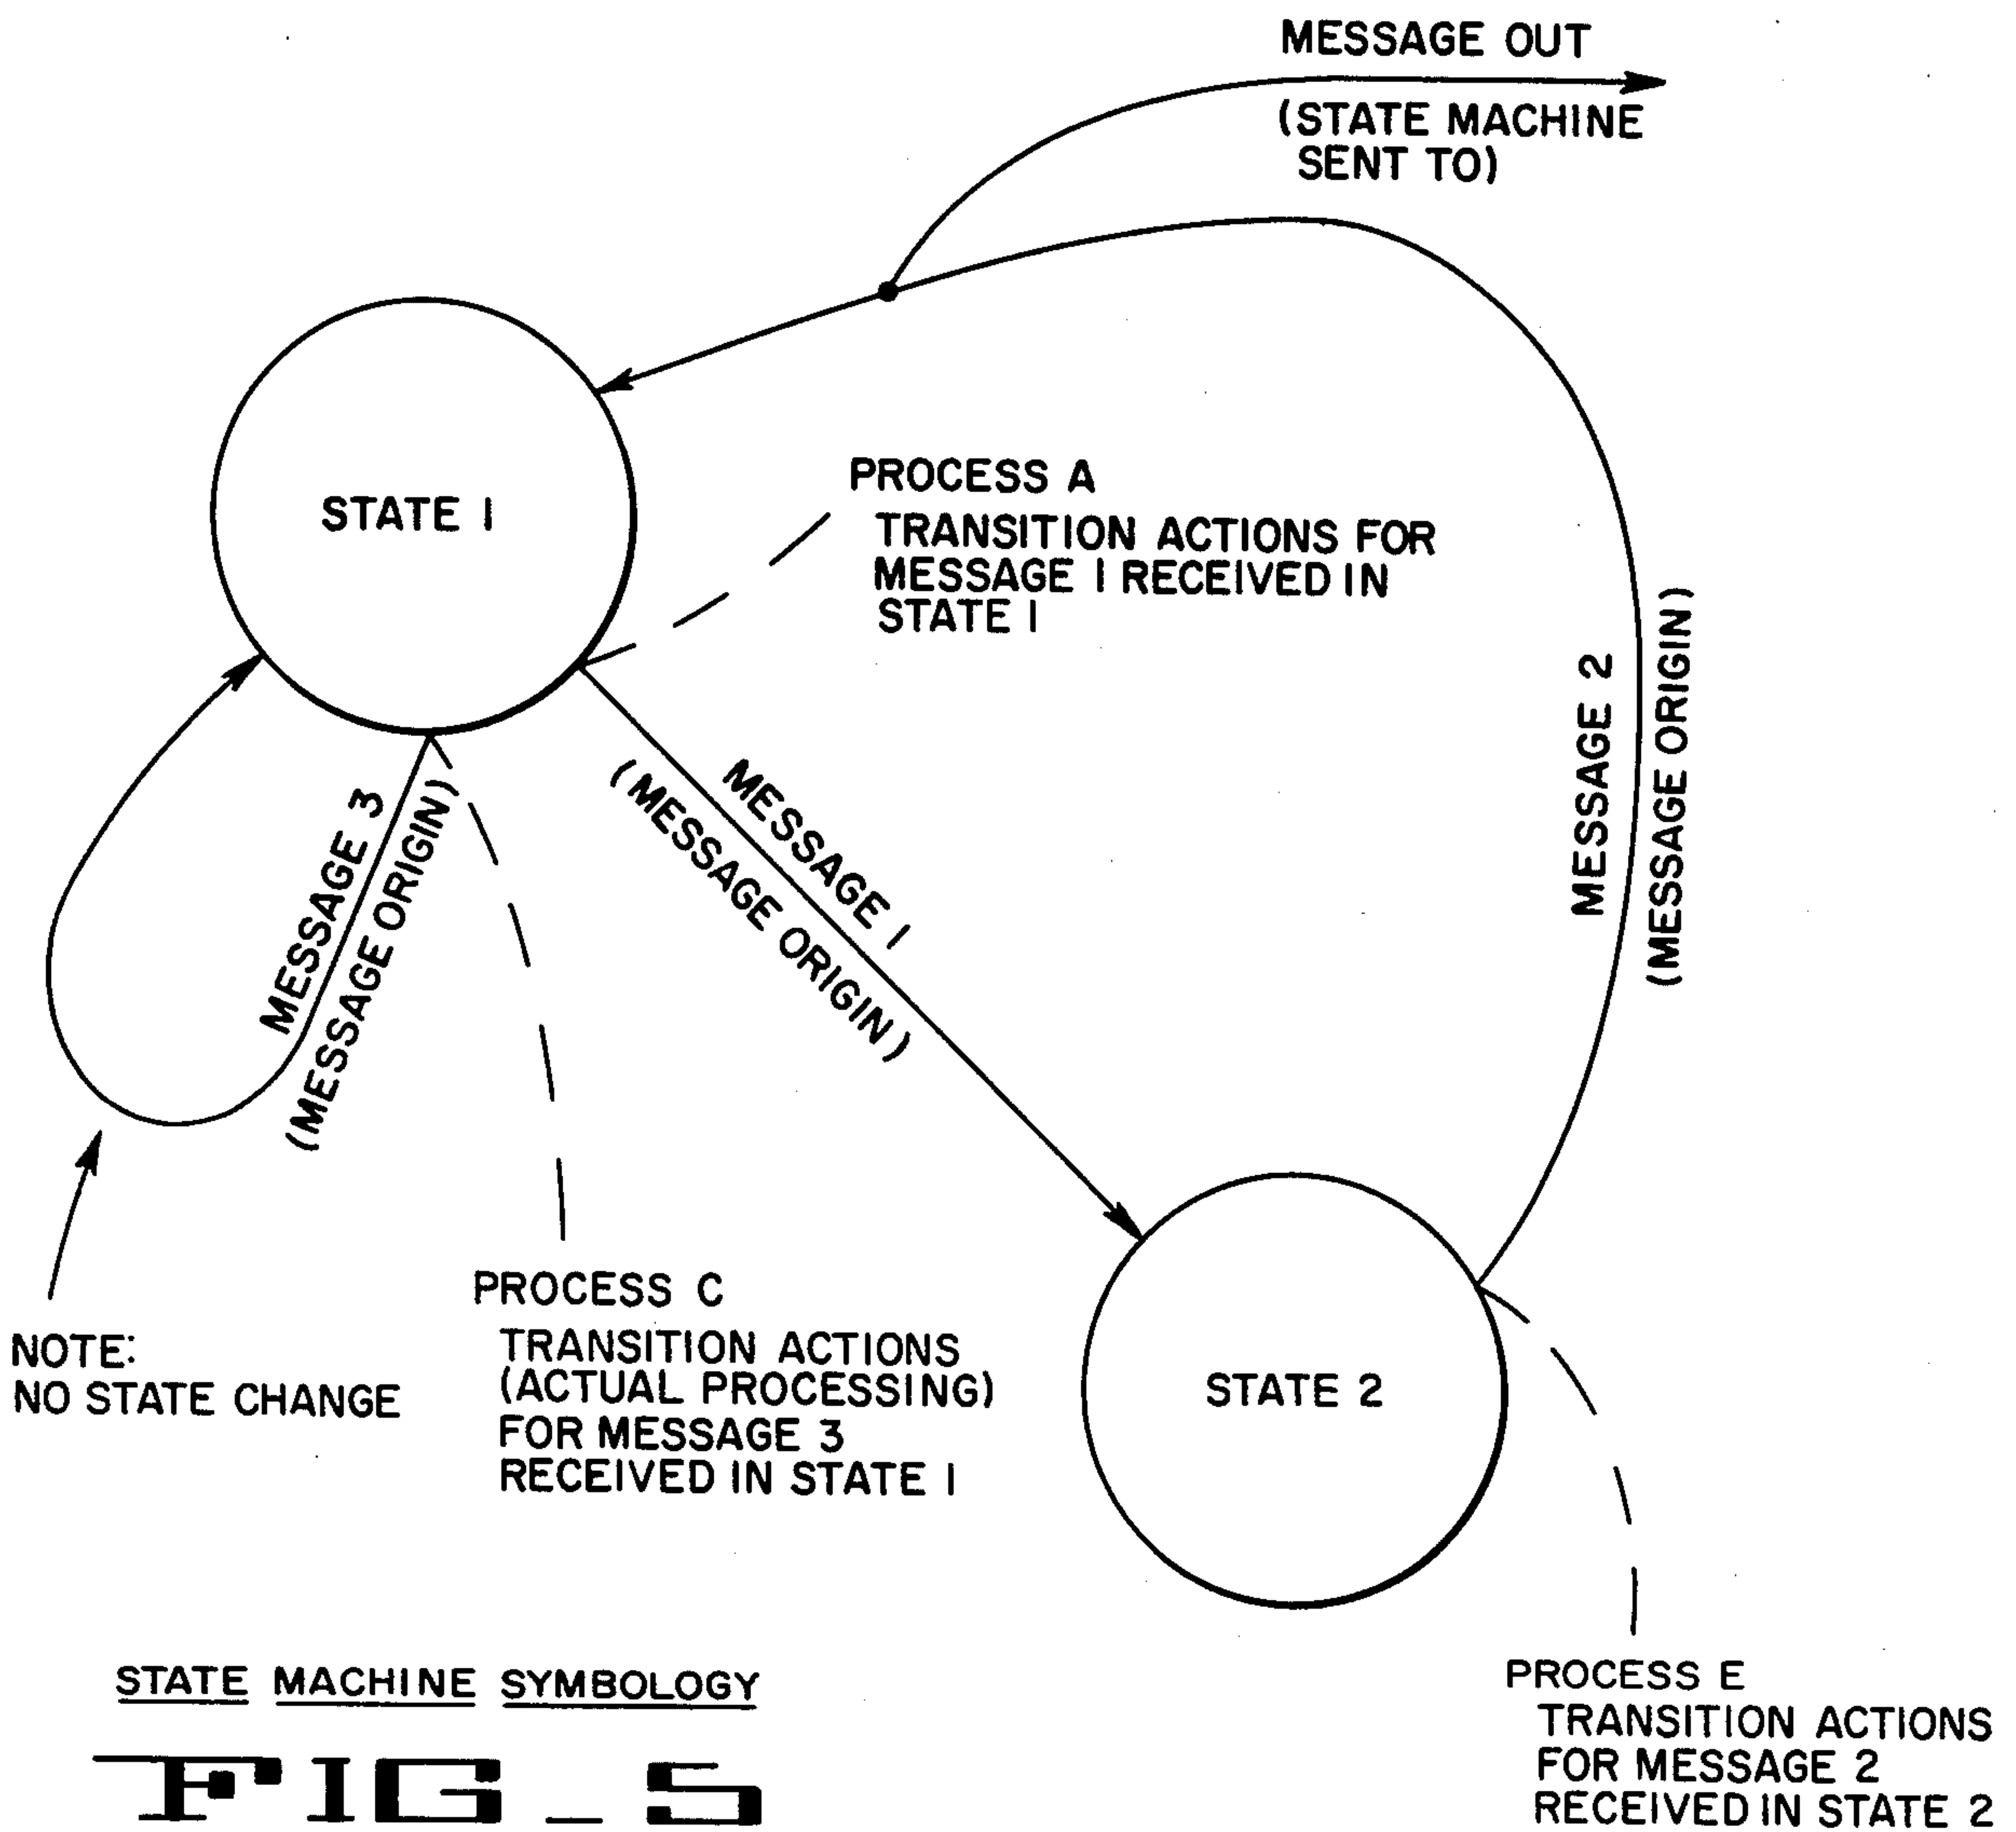 MESSAGE OUT
(STATE MACHINE
SENT TO)
STATE 1
PROCESS A
TRANSITION ACTIONS FOR
MESSAGE 1 RECEIVED IN
STATE 1
MESSAGE 2
(MESSAGE ORIGIN)
MESSAGE 1
(MESSAGE ORIGIN)
MESSAGE 3
(MESSAGE ORIGIN)
NOTE:
NO STATE CHANGE
PROCESS C
TRANSITION ACTIONS
(ACTUAL PROCESSING)
FOR MESSAGE 3
RECEIVED IN STATE 1
STATE 2
PROCESS E
TRANSITION ACTIONS
FOR MESSAGE 2
RECEIVED IN STATE 2
STATE MACHINE SYMBOLOGY
FIG_5